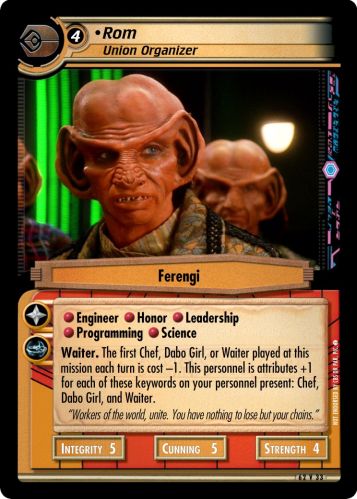 4 •Rom
Union Organizer
Ferengi
Engineer Honor Leadership
Programming Science
Waiter. The first Chef, Dabo Girl, or Waiter played at
this mission each turn is cost –1. This personnel is attributes +1
for each of these keywords on your personnel present: Chef,
Dabo Girl, and Waiter.
"Workers of the world, unite. You have nothing to lose but your chains."
INTEGRITY 5 CUNNING 5 STRENGTH 4
62 V 33